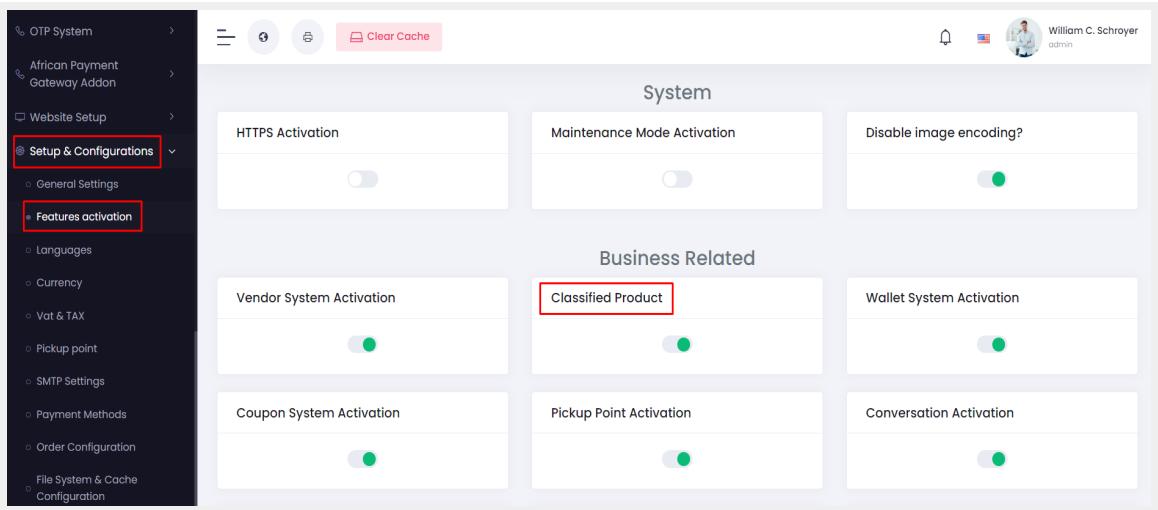 OTP System
African Payment
Gateway Addon
Website Setup
Setup & Configurations
General Settings
Features activation
Languages
Currency
Vat & TAX
Pickup point
SMTP Settings
Payment Methods
Order Configuration
File System & Cache
Configuration
Clear Cache
William C. Schroyer
admin
System
HTTPS Activation
Maintenance Mode Activation
Disable image encoding?
Business Related
Vendor System Activation
Classified Product
Wallet System Activation
Coupon System Activation
Pickup Point Activation
Conversation Activation